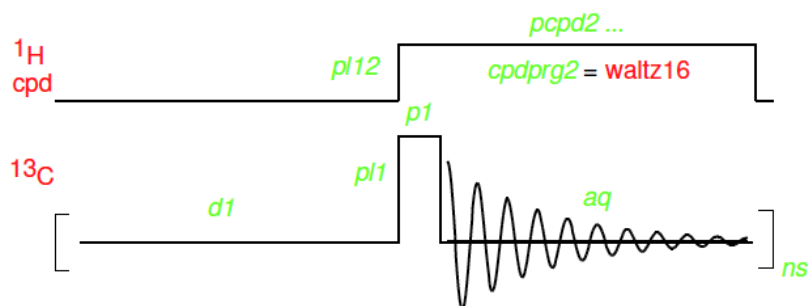 pcpd2 ...
¹H
cpd
pl12
cpdprg2 = waltz16
p1
¹³C
pl1
d1
aq
ns